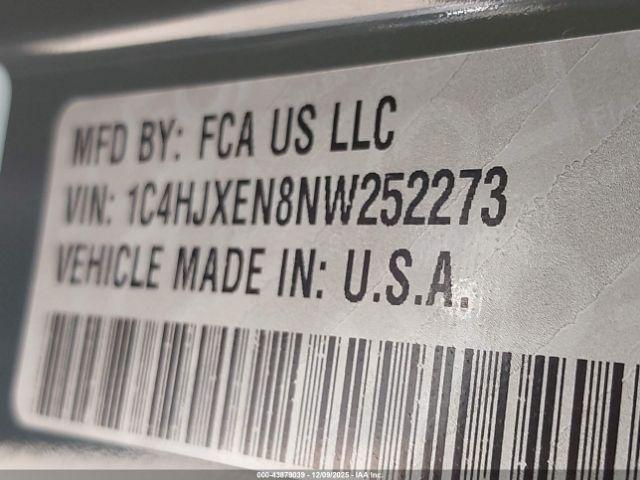 MFD BY: FCA US LLC
VIN: 1C4HJXEN8NW252273
VEHICLE MADE IN: U.S.A.
000-43879039 - 12/09/2025 - IAA Inc.